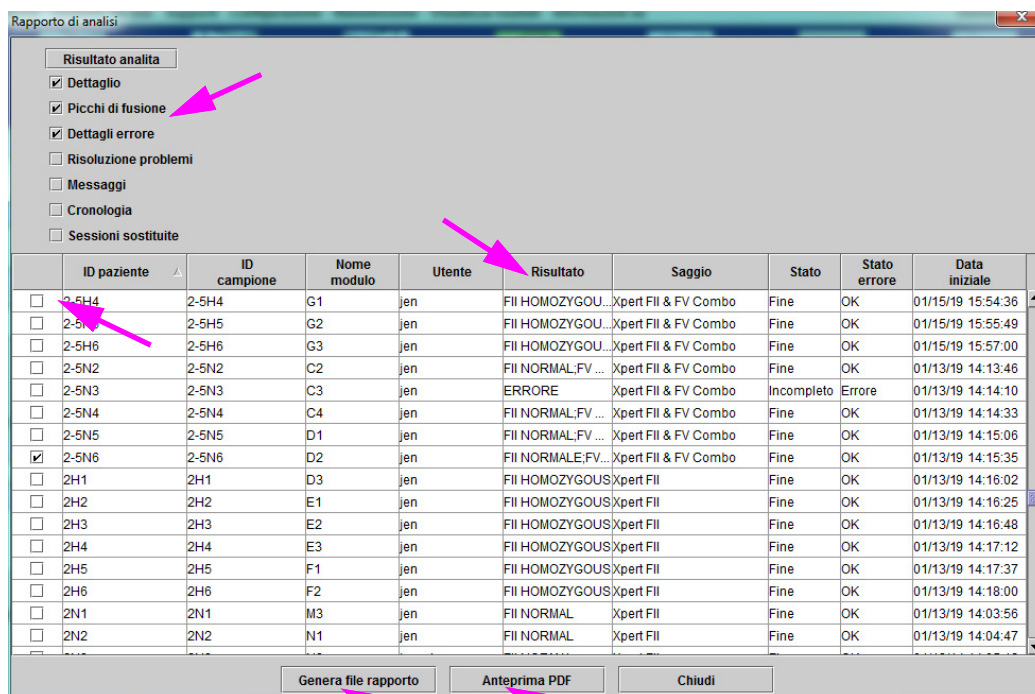 Rapporto di analisi
Risultato analita
Dettaglio
Picchi di fusione
Dettagli errore
Risoluzione problemi
Messaggi
Cronologia
Sessioni sostituite
ID paziente ID campione Nome modulo Utente Risultato Saggio Stato Stato errore Data iniziale
2-5H4 2-5H4 G1 jen FII HOMOZYGOU... Xpert FII & FV Combo Fine OK 01/15/19 15:54:36
2-5H5 G2 jen FII HOMOZYGOU... Xpert FII & FV Combo Fine OK 01/15/19 15:55:49
2-5H6 2-5H6 G3 jen FII HOMOZYGOU... Xpert FII & FV Combo Fine OK 01/15/19 15:57:00
2-5N2 2-5N2 C2 jen FII NORMAL;FV ... Xpert FII & FV Combo Fine OK 01/13/19 14:13:46
2-5N3 2-5N3 C3 jen ERRORE Xpert FII & FV Combo Incompleto Errore 01/13/19 14:14:10
2-5N4 2-5N4 C4 jen FII NORMAL;FV ... Xpert FII & FV Combo Fine OK 01/13/19 14:14:33
2-5N5 2-5N5 D1 jen FII NORMAL;FV ... Xpert FII & FV Combo Fine OK 01/13/19 14:15:06
2-5N6 2-5N6 D2 jen FII NORMALE;FV... Xpert FII & FV Combo Fine OK 01/13/19 14:15:35
2H1 2H1 D3 jen FII HOMOZYGOUS Xpert FII Fine OK 01/13/19 14:16:02
2H2 2H2 E1 jen FII HOMOZYGOUS Xpert FII Fine OK 01/13/19 14:16:25
2H3 2H3 E2 jen FII HOMOZYGOUS Xpert FII Fine OK 01/13/19 14:16:48
2H4 2H4 E3 jen FII HOMOZYGOUS Xpert FII Fine OK 01/13/19 14:17:12
2H5 2H5 F1 jen FII HOMOZYGOUS Xpert FII Fine OK 01/13/19 14:17:37
2H6 2H6 F2 jen FII HOMOZYGOUS Xpert FII Fine OK 01/13/19 14:18:00
2N1 2N1 M3 jen FII NORMAL Xpert FII Fine OK 01/13/19 14:03:56
2N2 2N2 N1 jen FII NORMAL Xpert FII Fine OK 01/13/19 14:04:47
Genera file rapporto Anteprima PDF Chiudi